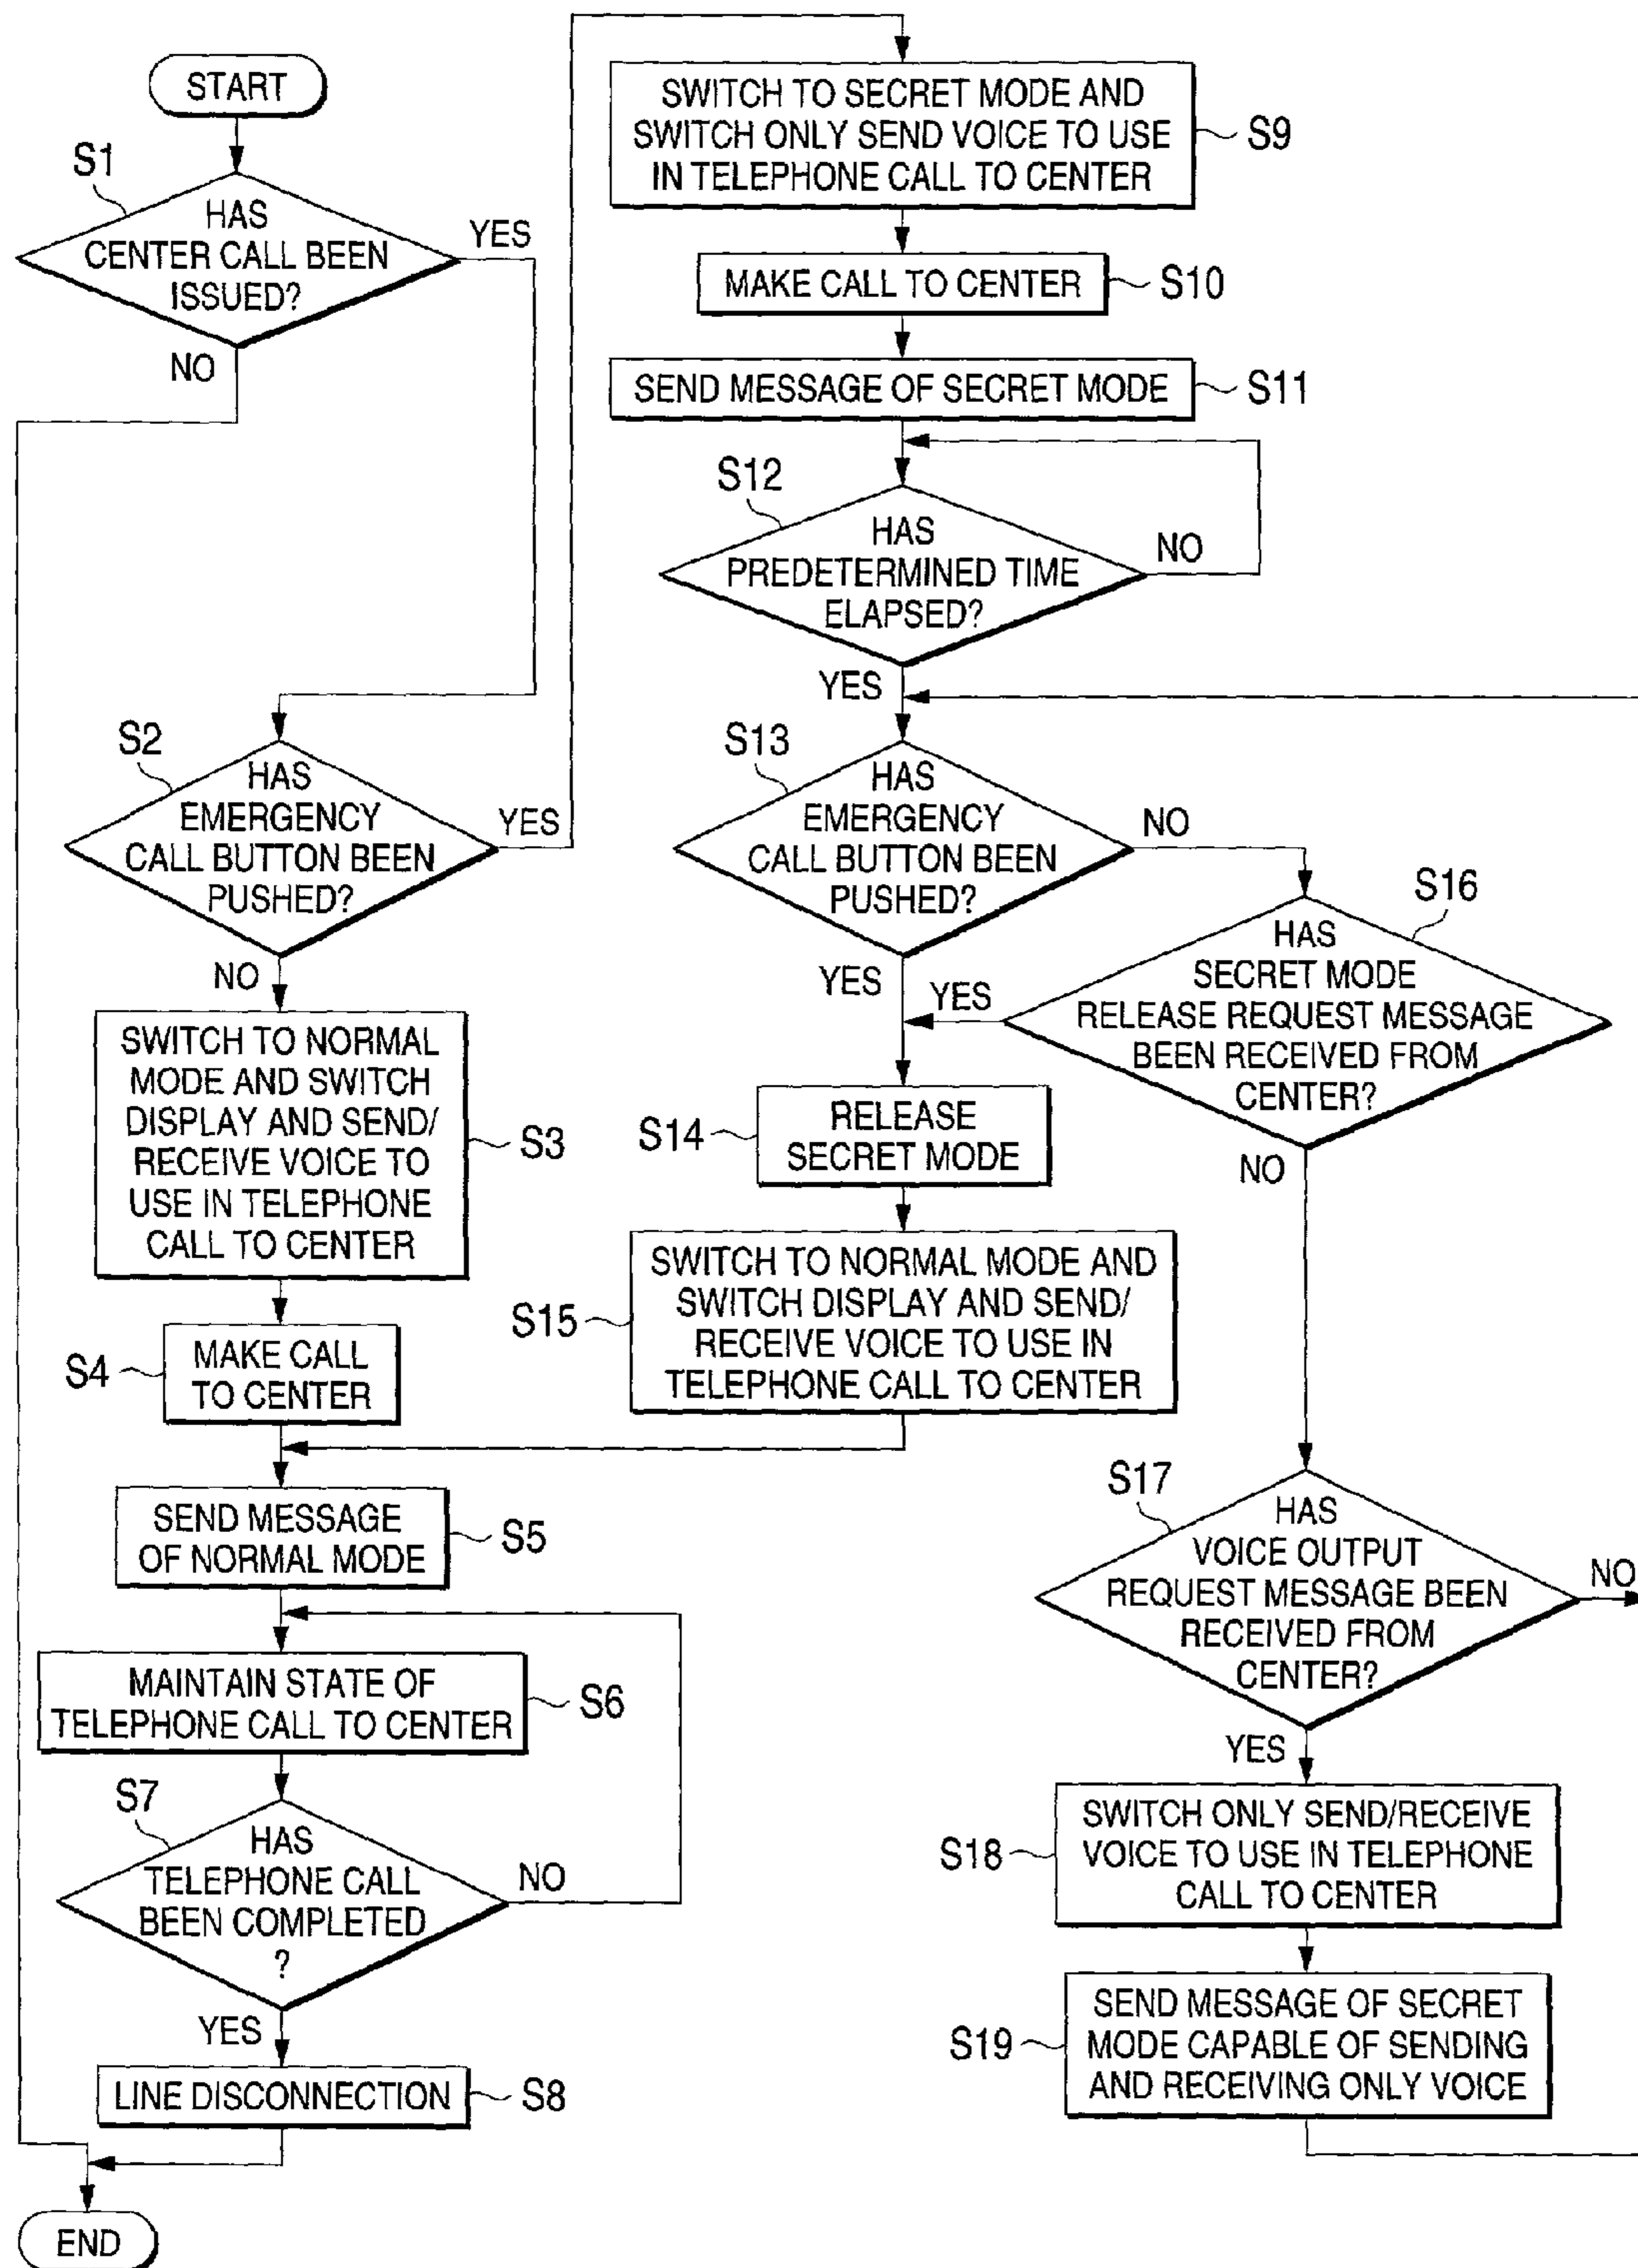 START
S1
HAS
CENTER CALL BEEN
ISSUED?
YES
NO
S2
HAS
EMERGENCY
CALL BUTTON BEEN
PUSHED?
YES
NO
SWITCH TO NORMAL
MODE AND SWITCH
DISPLAY AND SEND/
RECEIVE VOICE TO
USE IN TELEPHONE
CALL TO CENTER
S3
S4
MAKE CALL
TO CENTER
SEND MESSAGE
OF NORMAL MODE
S5
MAINTAIN STATE OF
TELEPHONE CALL TO CENTER
S6
S7
HAS
TELEPHONE CALL
BEEN COMPLETED
?
NO
YES
LINE DISCONNECTION
S8
END
SWITCH TO SECRET MODE AND
SWITCH ONLY SEND VOICE TO USE
IN TELEPHONE CALL TO CENTER
S9
MAKE CALL TO CENTER
S10
SEND MESSAGE OF SECRET MODE
S11
S12
HAS
PREDETERMINED TIME
ELAPSED?
NO
YES
S13
HAS
EMERGENCY
CALL BUTTON BEEN
PUSHED?
NO
YES
S14
RELEASE
SECRET MODE
S15
SWITCH TO NORMAL MODE AND
SWITCH DISPLAY AND SEND/
RECEIVE VOICE TO USE IN
TELEPHONE CALL TO CENTER
S16
HAS
SECRET MODE
RELEASE REQUEST MESSAGE
BEEN RECEIVED FROM
CENTER?
YES
NO
S17
HAS
VOICE OUTPUT
REQUEST MESSAGE BEEN
RECEIVED FROM
CENTER?
NO
YES
S18
SWITCH ONLY SEND/RECEIVE
VOICE TO USE IN TELEPHONE
CALL TO CENTER
S19
SEND MESSAGE OF SECRET
MODE CAPABLE OF SENDING
AND RECEIVING ONLY VOICE